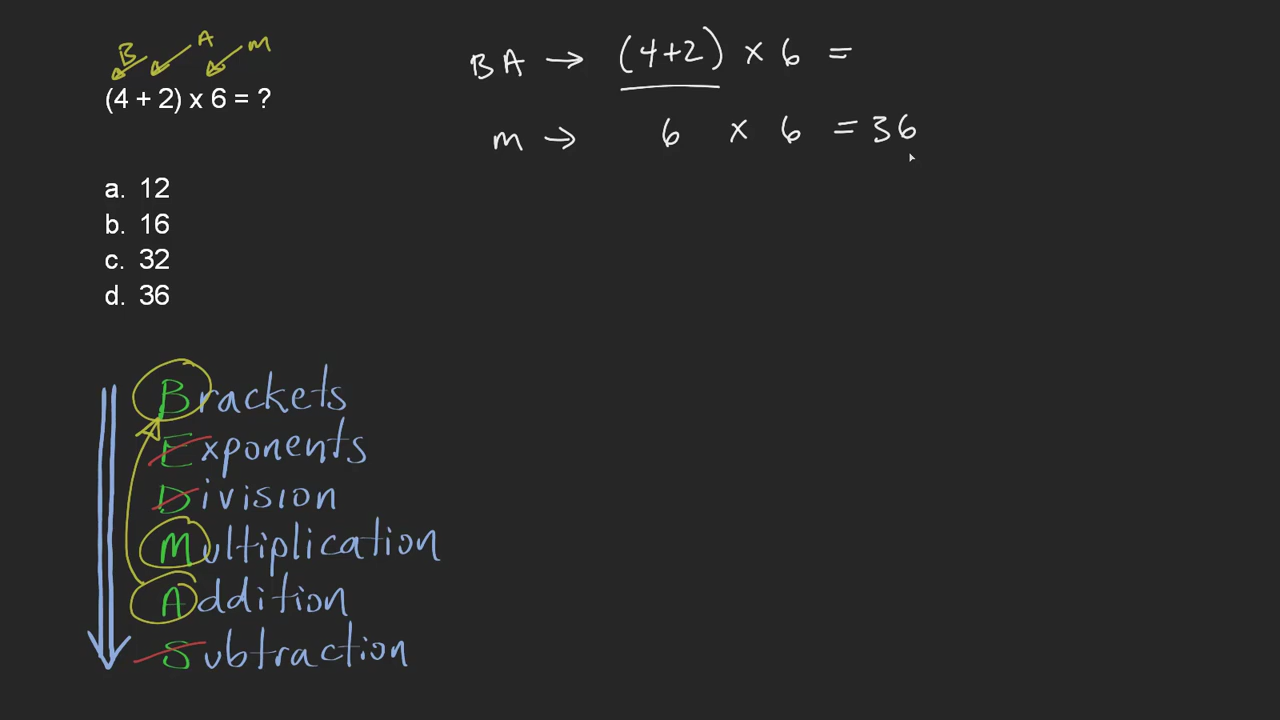 B A m
(4 + 2) x 6 = ?
a. 12
b. 16
c. 32
d. 36
BA → (4+2) x 6 =
m → 6 x 6 = 36
Brackets
Exponents
Division
Multiplication
Addition
Subtraction